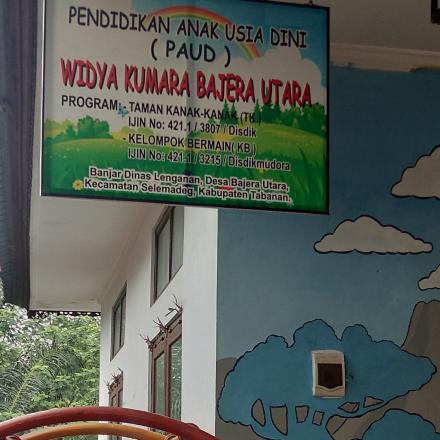 PENDIDIKAN ANAK USIA DINI
( PAUD )
WIDYA KUMARA BAJERA UTARA
PROGRAM: - TAMAN KANAK-KANAK (TK )
IJIN No: 421.1 / 3807 / Disdik
- KELOMPOK BERMAIN( KB )
IJIN No: 421.1 / 3215 / Disdikmudora
Banjar Dinas Lenganan, Desa Bajera Utara,
Kecamatan Selemadeg, Kabupaten Tabanan.